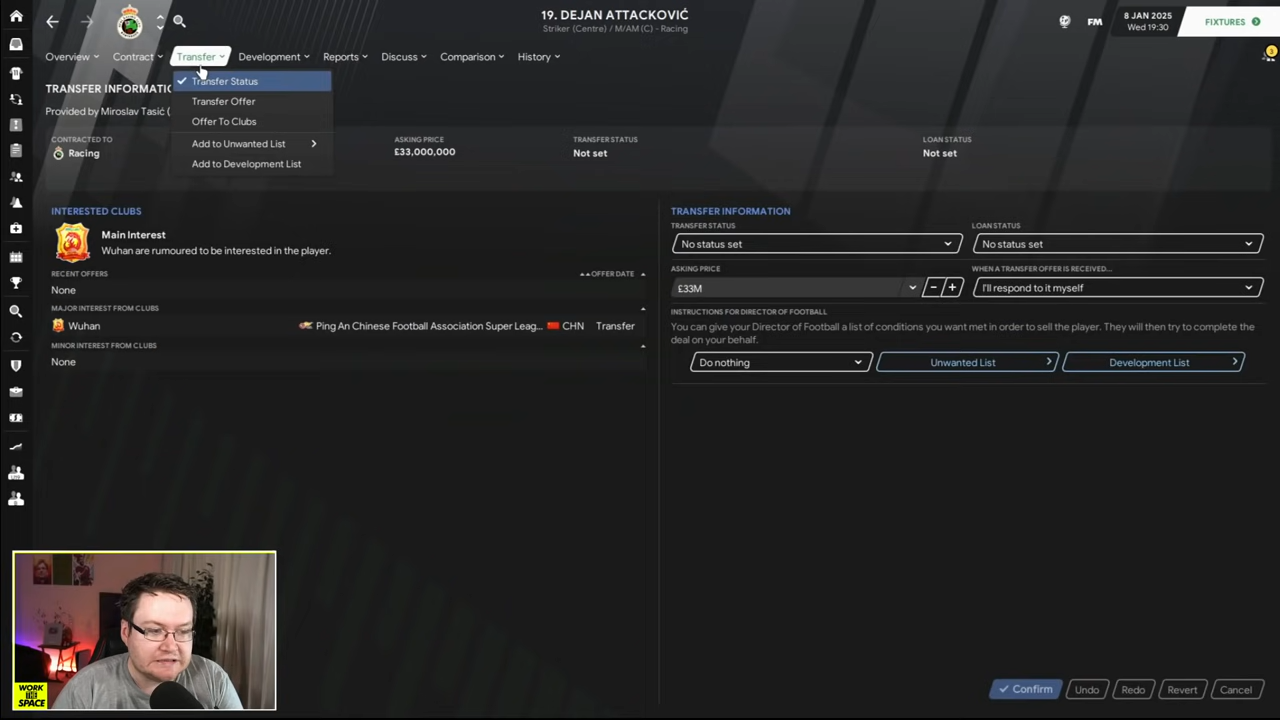 19. DEJAN ATTACKOVIĆ
Striker (Centre) / M/AM (C) - Racing
FM
8 JAN 2025
Wed 19:30
FIXTURES
3
Overview
Contract
Transfer
Development
Reports
Discuss
Comparison
History
Transfer Status
Transfer Offer
Offer To Clubs
Add to Unwanted List
Add to Development List
TRANSFER INFORMATIO
Provided by Miroslav Tasić (
CONTRACTED TO
Racing
ASKING PRICE
£33,000,000
TRANSFER STATUS
Not set
LOAN STATUS
Not set
INTERESTED CLUBS
Main Interest
Wuhan are rumoured to be interested in the player.
RECENT OFFERS
OFFER DATE
None
MAJOR INTEREST FROM CLUBS
Wuhan Ping An Chinese Football Association Super Leag... CHN Transfer
MINOR INTEREST FROM CLUBS
None
TRANSFER INFORMATION
TRANSFER STATUS
LOAN STATUS
No status set
No status set
ASKING PRICE
WHEN A TRANSFER OFFER IS RECEIVED...
£33M
I'll respond to it myself
INSTRUCTIONS FOR DIRECTOR OF FOOTBALL
You can give your Director of Football a list of conditions you want met in order to sell the player. They will then try to complete the
deal on your behalf.
Do nothing
Unwanted List
Development List
Confirm
Undo
Redo
Revert
Cancel
WORK
THE
SPACE